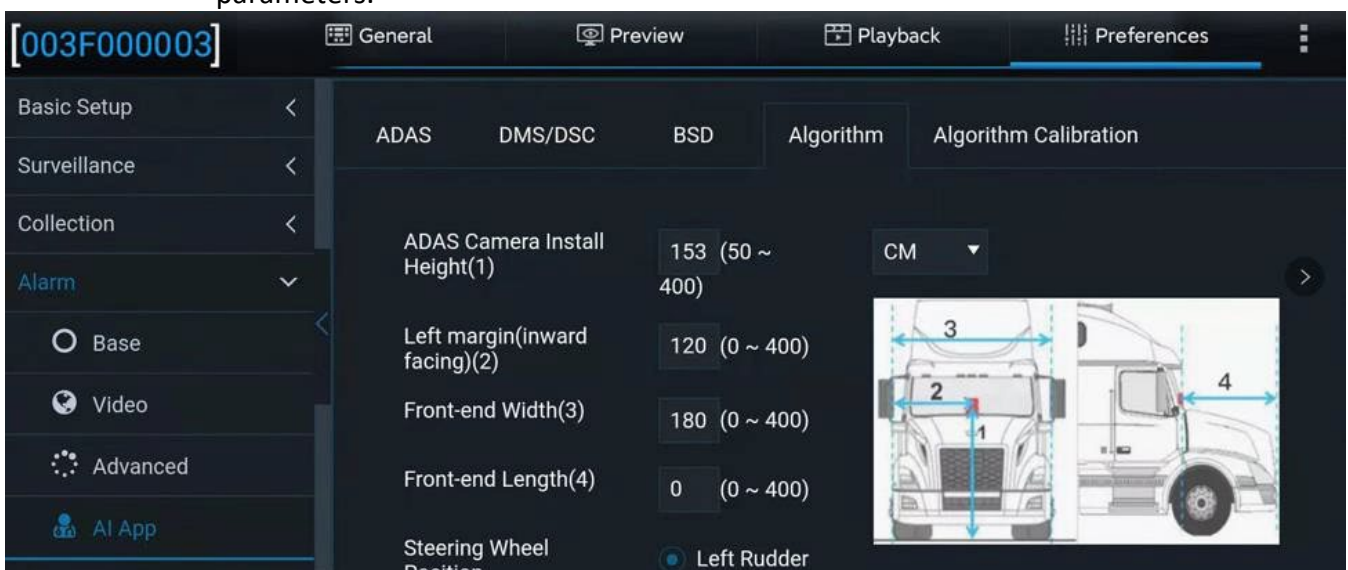 parameters.
[003F000003]
General
Preview
Playback
Preferences
Basic Setup
Surveillance
Collection
Alarm
Base
Video
Advanced
AI App
ADAS
DMS/DSC
BSD
Algorithm
Algorithm Calibration
ADAS Camera Install
Height(1)
153 (50 ~
400)
CM
Left margin(inward
facing)(2)
120 (0 ~ 400)
Front-end Width(3)
180 (0 ~ 400)
Front-end Length(4)
0 (0 ~ 400)
Steering Wheel
Position
Left Rudder
3
2
1
4